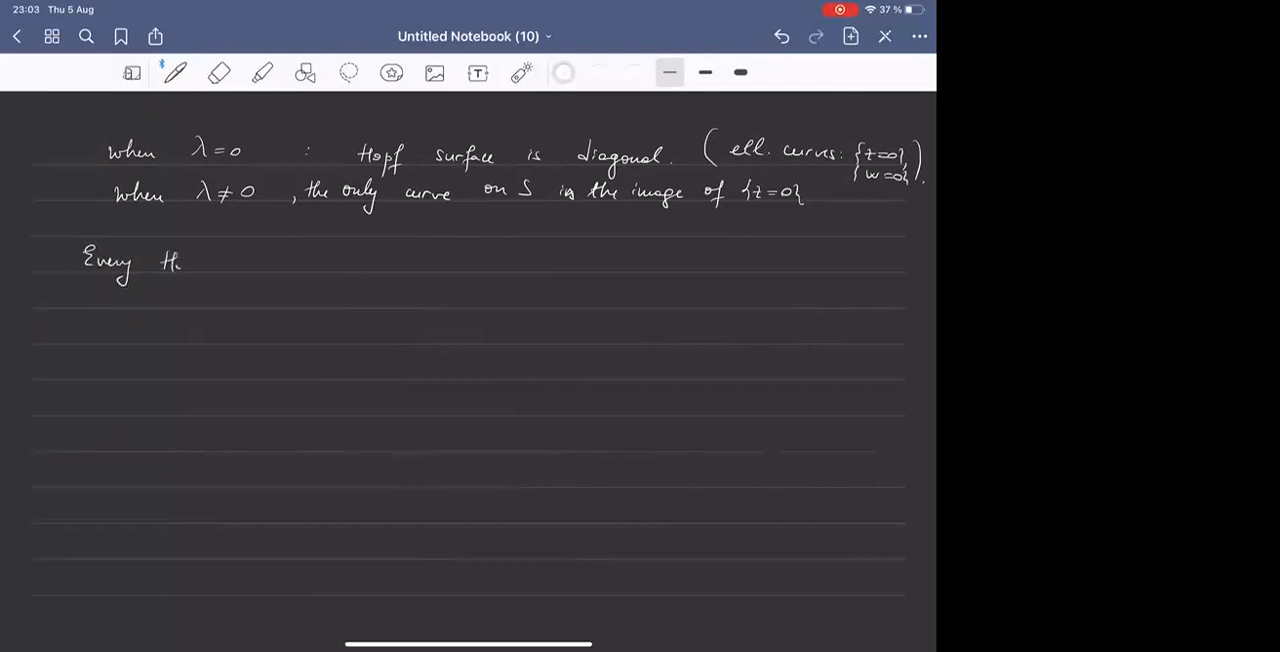 23:03 Thu 5 Aug
37 %
Untitled Notebook (10)
when λ=0 : Hopf surface is diagonal. (ell. curves: {z=0}, {w=0}).
when λ≠0, the only curve on S is the image of {z=0}
Every Ho